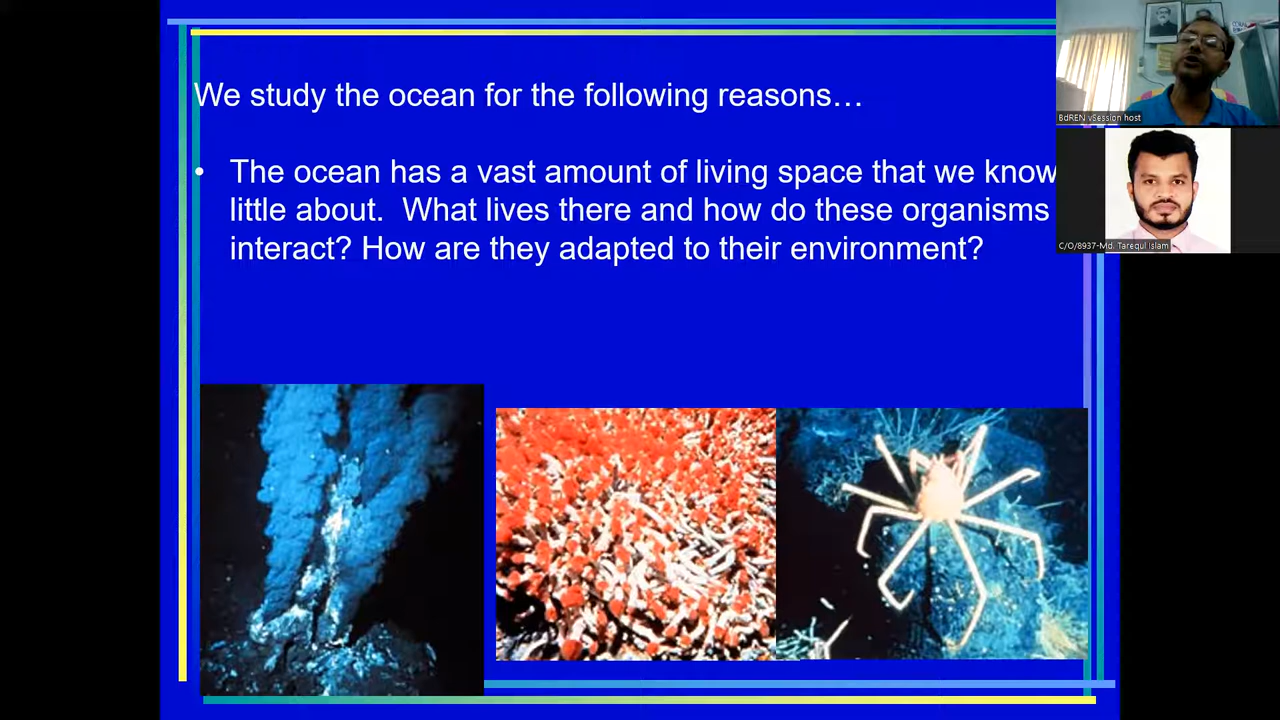 We study the ocean for the following reasons…
• The ocean has a vast amount of living space that we know
little about.  What lives there and how do these organisms
interact? How are they adapted to their environment?
BdREN vSession host
C/O/8937-Md. Tarequl Islam